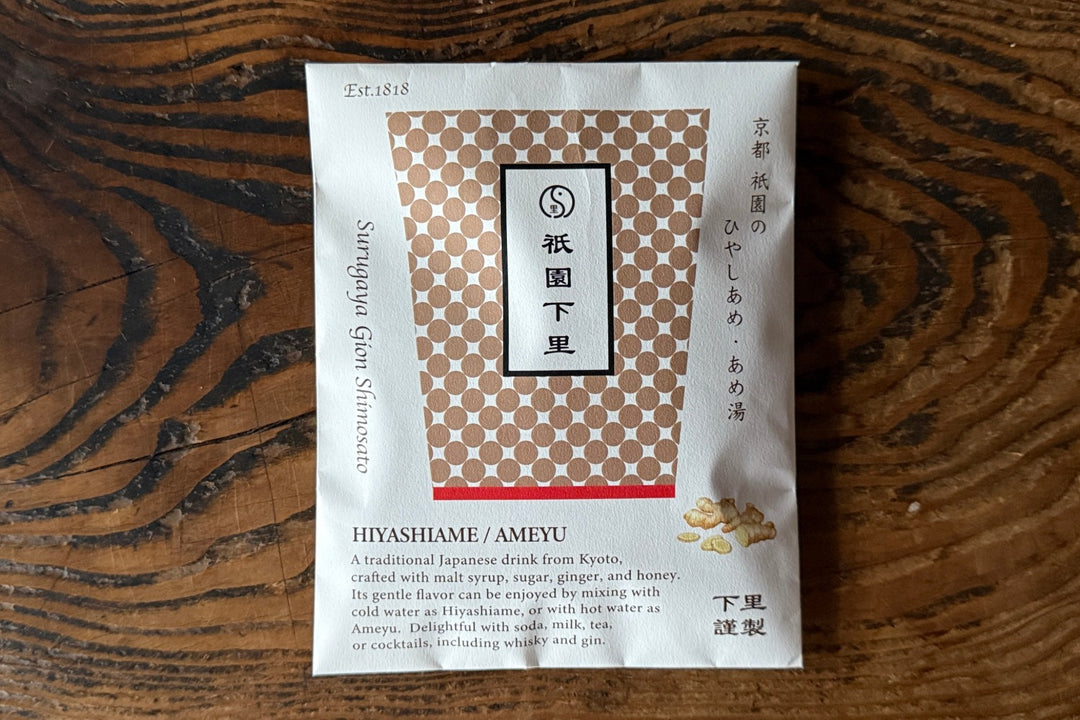 Est.1818
京都 祇園の
ひやしあめ・あめ湯
里
祇園下里
Surugaya Gion Shimosato
HIYASHIAME / AMEYU
A traditional Japanese drink from Kyoto,
crafted with malt syrup, sugar, ginger, and honey.
Its gentle flavor can be enjoyed by mixing with
cold water as Hiyashiame, or with hot water as
Ameyu. Delightful with soda, milk, tea,
or cocktails, including whisky and gin.
下里
謹製